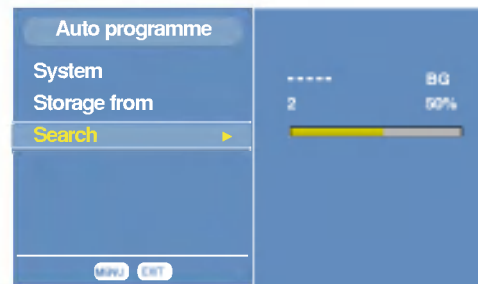 Auto programme
System
Storage from
Search ►
----- BG
2 50%
MENU EXIT